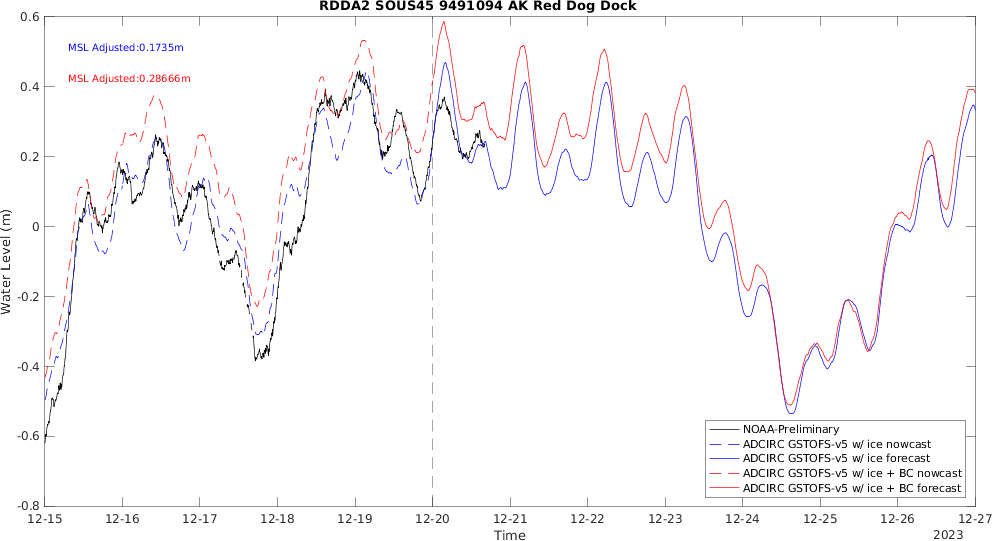 RDDA2 SOUS45 9491094 AK Red Dog Dock
MSL Adjusted:0.1735m
MSL Adjusted:0.28666m
Water Level (m)
0.6
0.4
0.2
0
-0.2
-0.4
-0.6
-0.8
NOAA-Preliminary
ADCIRC GSTOFS-v5 w/ ice nowcast
ADCIRC GSTOFS-v5 w/ ice forecast
ADCIRC GSTOFS-v5 w/ ice + BC nowcast
ADCIRC GSTOFS-v5 w/ ice + BC forecast
12-15 12-16 12-17 12-18 12-19 12-20 12-21 12-22 12-23 12-24 12-25 12-26 12-27
Time
2023